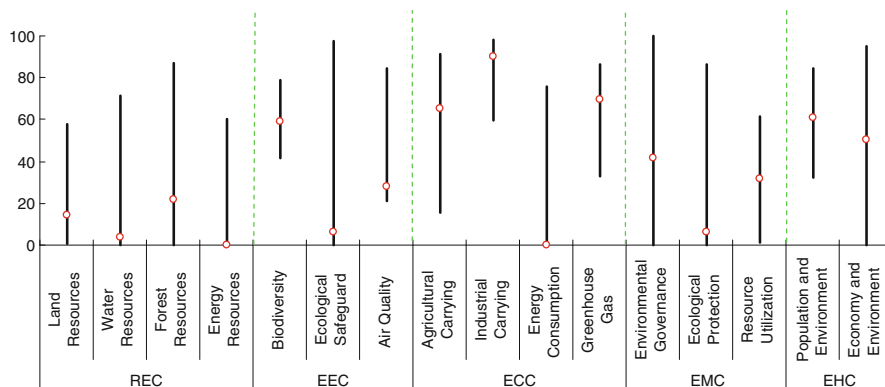 100
80
60
40
20
0
Land
Resources
Water
Resources
Forest
Resources
Energy
Resources
Biodiversity
Ecological
Safeguard
Air Quality
Agricultural
Carrying
Industrial
Carrying
Energy
Consumption
Greenhouse
Gas
Environmental
Governance
Ecological
Protection
Resource
Utilization
Population and
Environment
Economy and
Environment
REC
EEC
ECC
EMC
EHC